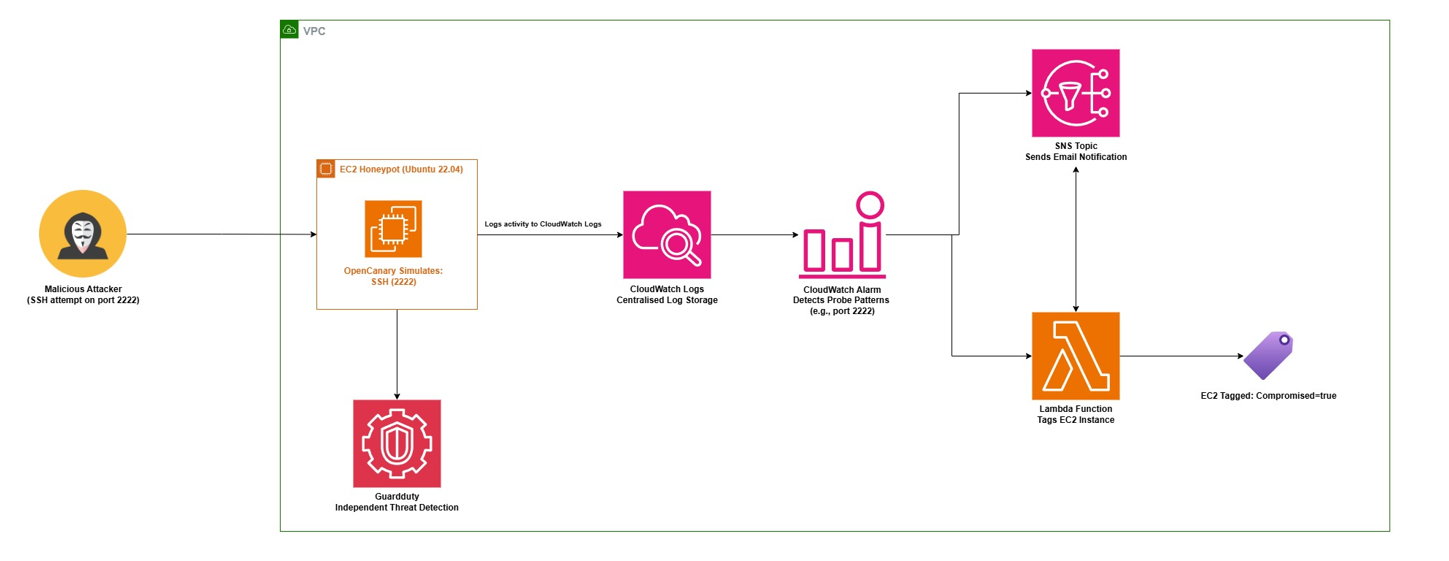 VPC
SNS Topic
Sends Email Notification
EC2 Honeypot (Ubuntu 22.04)
Logs activity to CloudWatch Logs
OpenCanary Simulates:
SSH (2222)
Malicious Attacker
(SSH attempt on port 2222)
CloudWatch Logs
Centralised Log Storage
CloudWatch Alarm
Detects Probe Patterns
(e.g., port 2222)
Lambda Function
Tags EC2 Instance
EC2 Tagged: Compromised=true
Guardduty
Independent Threat Detection